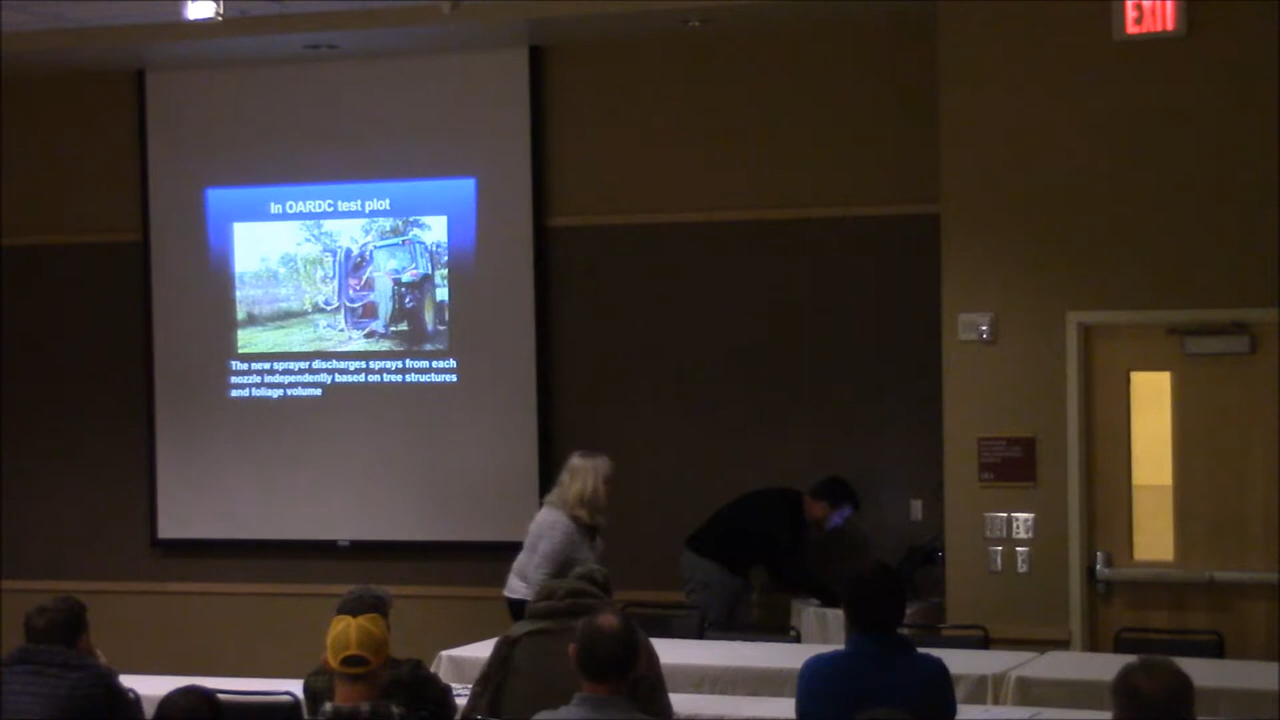 EXIT
In OARDC test plot
The new sprayer discharges sprays from each
nozzle independently based on tree structures
and foliage volume